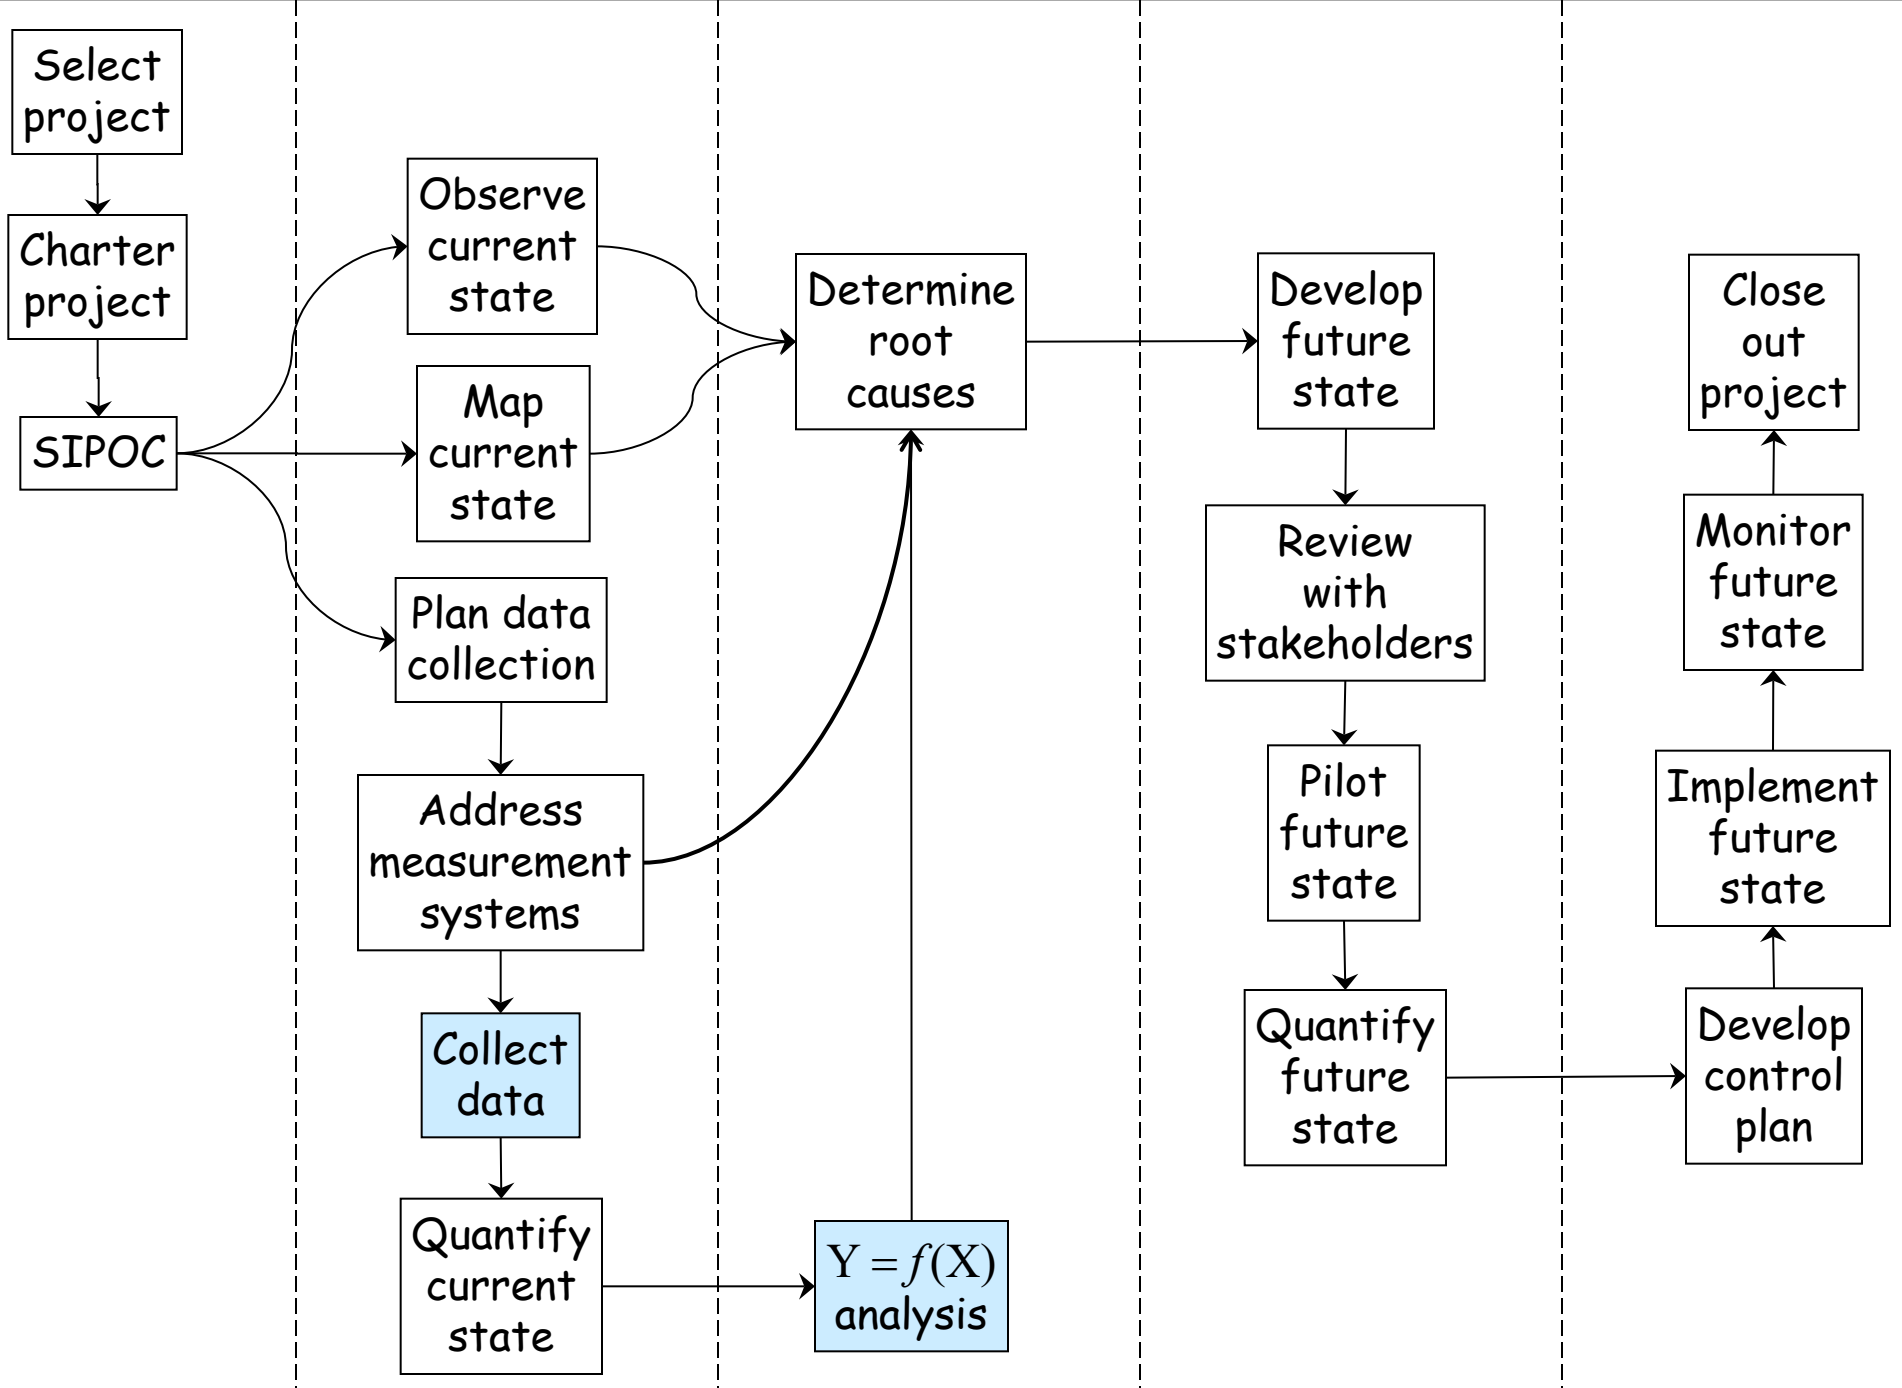 Select
project
Charter
project
SIPOC
Observe
current
state
Map
current
state
Plan data
collection
Address
measurement
systems
Collect
data
Quantify
current
state
Determine
root
causes
Y = f(X)
analysis
Develop
future
state
Review
with
stakeholders
Pilot
future
state
Quantify
future
state
Close
out
project
Monitor
future
state
Implement
future
state
Develop
control
plan